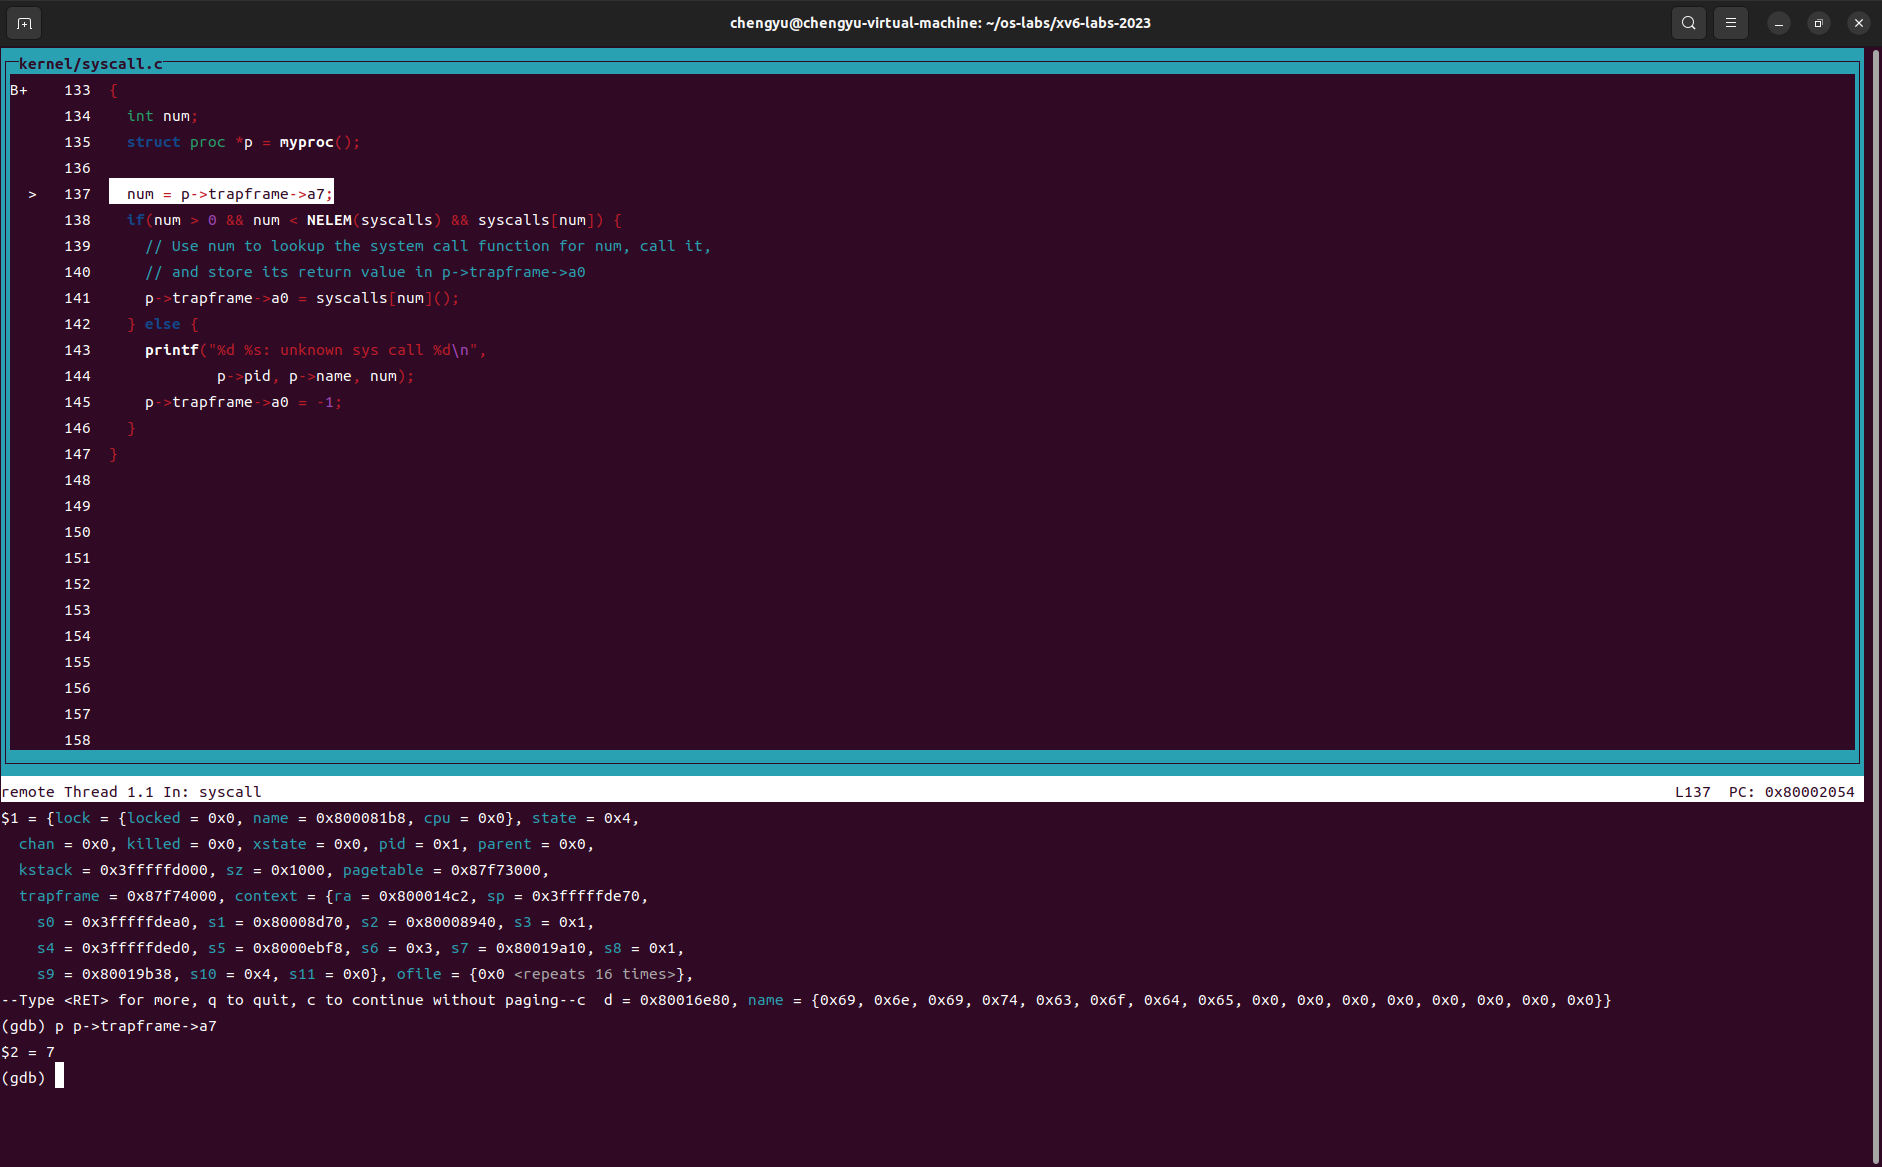 chengyu@chengyu-virtual-machine: ~/os-labs/xv6-labs-2023
kernel/syscall.c
B+ 133 {
134 int num;
135 struct proc *p = myproc();
136
> 137 num = p->trapframe->a7;
138 if(num > 0 && num < NELEM(syscalls) && syscalls[num]) {
139 // Use num to lookup the system call function for num, call it,
140 // and store its return value in p->trapframe->a0
141 p->trapframe->a0 = syscalls[num]();
142 } else {
143 printf("%d %s: unknown sys call %d\n",
144 p->pid, p->name, num);
145 p->trapframe->a0 = -1;
146 }
147 }
148
149
150
151
152
153
154
155
156
157
158
remote Thread 1.1 In: syscall L137 PC: 0x80002054
$1 = {lock = {locked = 0x0, name = 0x800081b8, cpu = 0x0}, state = 0x4,
chan = 0x0, killed = 0x0, xstate = 0x0, pid = 0x1, parent = 0x0,
kstack = 0x3fffffd000, sz = 0x1000, pagetable = 0x87f73000,
trapframe = 0x87f74000, context = {ra = 0x800014c2, sp = 0x3fffffde70,
s0 = 0x3fffffdea0, s1 = 0x80008d70, s2 = 0x80008940, s3 = 0x1,
s4 = 0x3fffffded0, s5 = 0x8000ebf8, s6 = 0x3, s7 = 0x80019a10, s8 = 0x1,
s9 = 0x80019b38, s10 = 0x4, s11 = 0x0}, ofile = {0x0 <repeats 16 times>},
--Type <RET> for more, q to quit, c to continue without paging--c d = 0x80016e80, name = {0x69, 0x6e, 0x69, 0x74, 0x63, 0x6f, 0x64, 0x65, 0x0, 0x0, 0x0, 0x0, 0x0, 0x0, 0x0, 0x0}}
(gdb) p p->trapframe->a7
$2 = 7
(gdb)